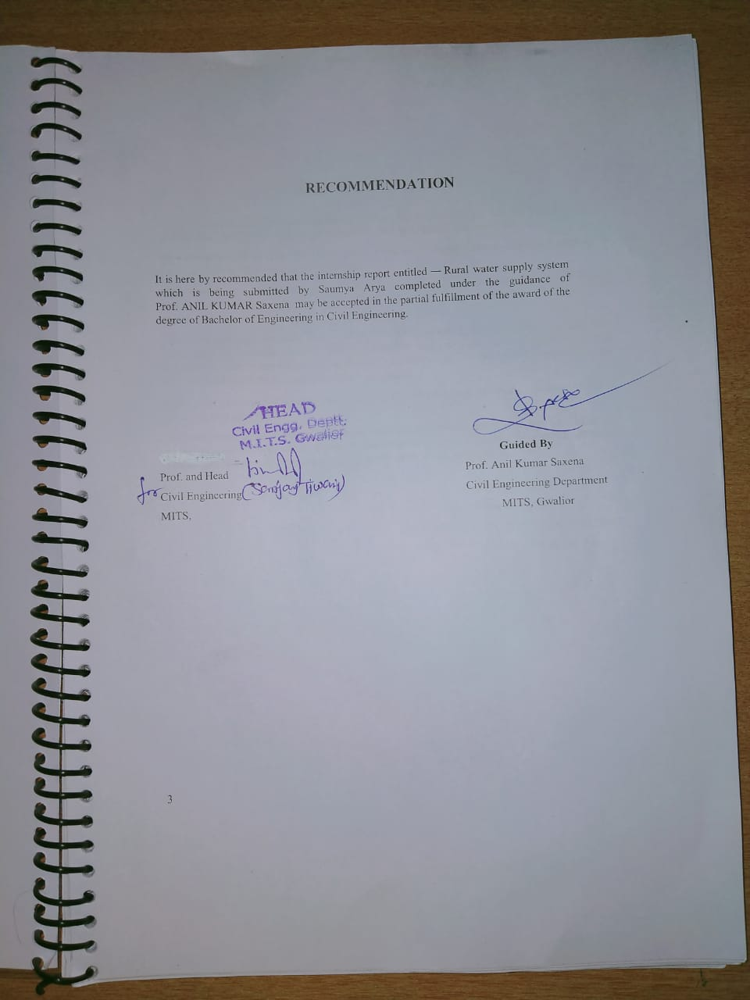 RECOMMENDATION
It is here by recommended that the internship report entitled — Rural water supply system
which is being submitted by Saumya Arya completed under the guidance of
Prof. ANIL KUMAR Saxena may be accepted in the partial fulfillment of the award of the
degree of Bachelor of Engineering in Civil Engineering.
HEAD
Civil Engg. Deptt.
M.I.T.S. Gwalior
Prof. and Head
for Civil Engineering (Sanjay Tiwari)
MITS,
Guided By
Prof. Anil Kumar Saxena
Civil Engineering Department
MITS, Gwalior
3